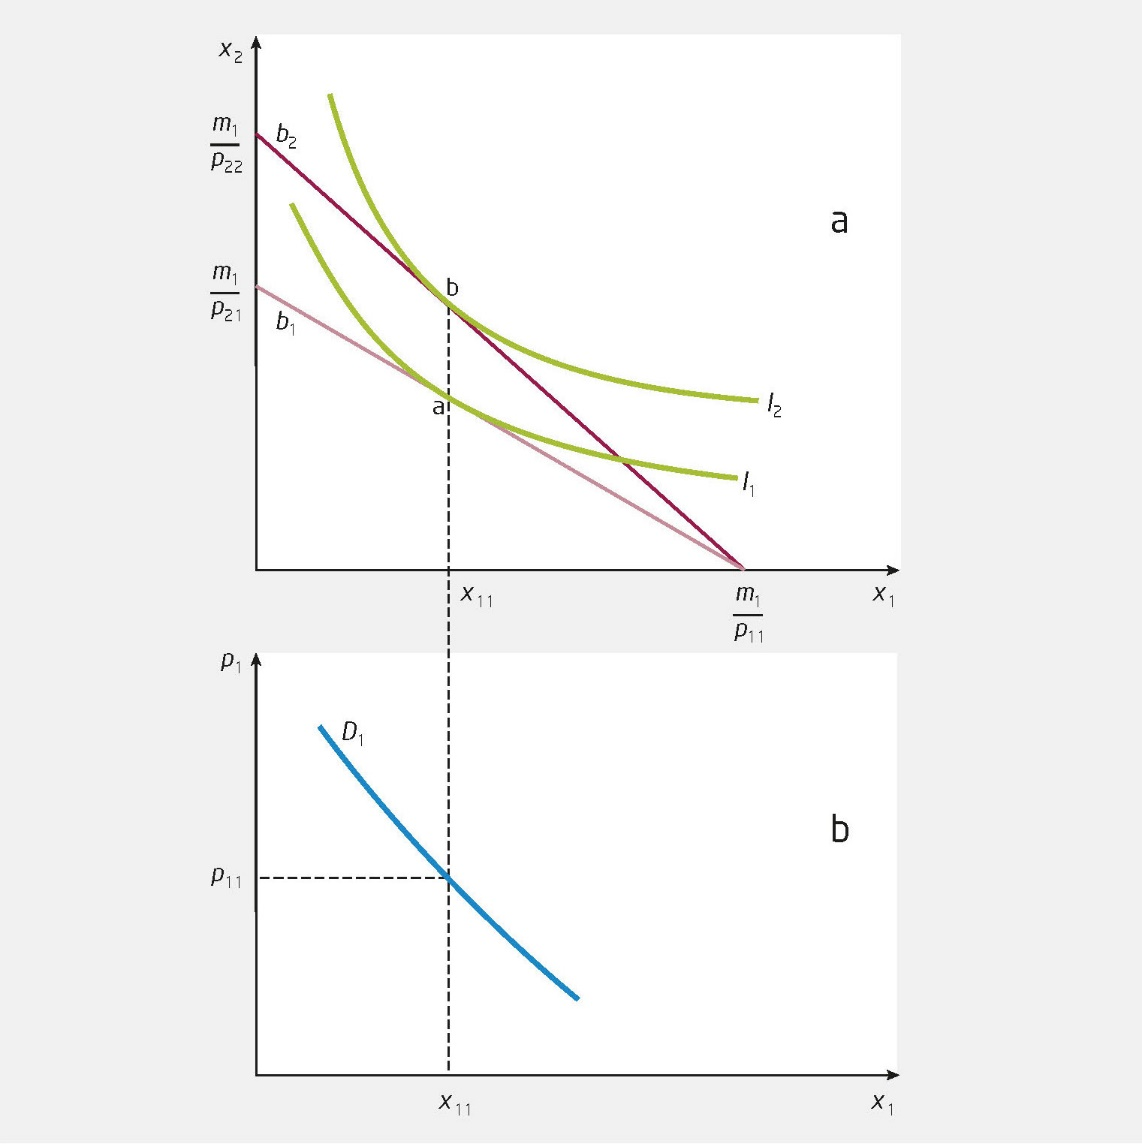 x₂
m₁
p₂₂
b₂
a
m₁
p₂₁
b₁
b
a
I₂
I₁
x₁₁
m₁
p₁₁
x₁
p₁
D₁
b
p₁₁
x₁₁
x₁